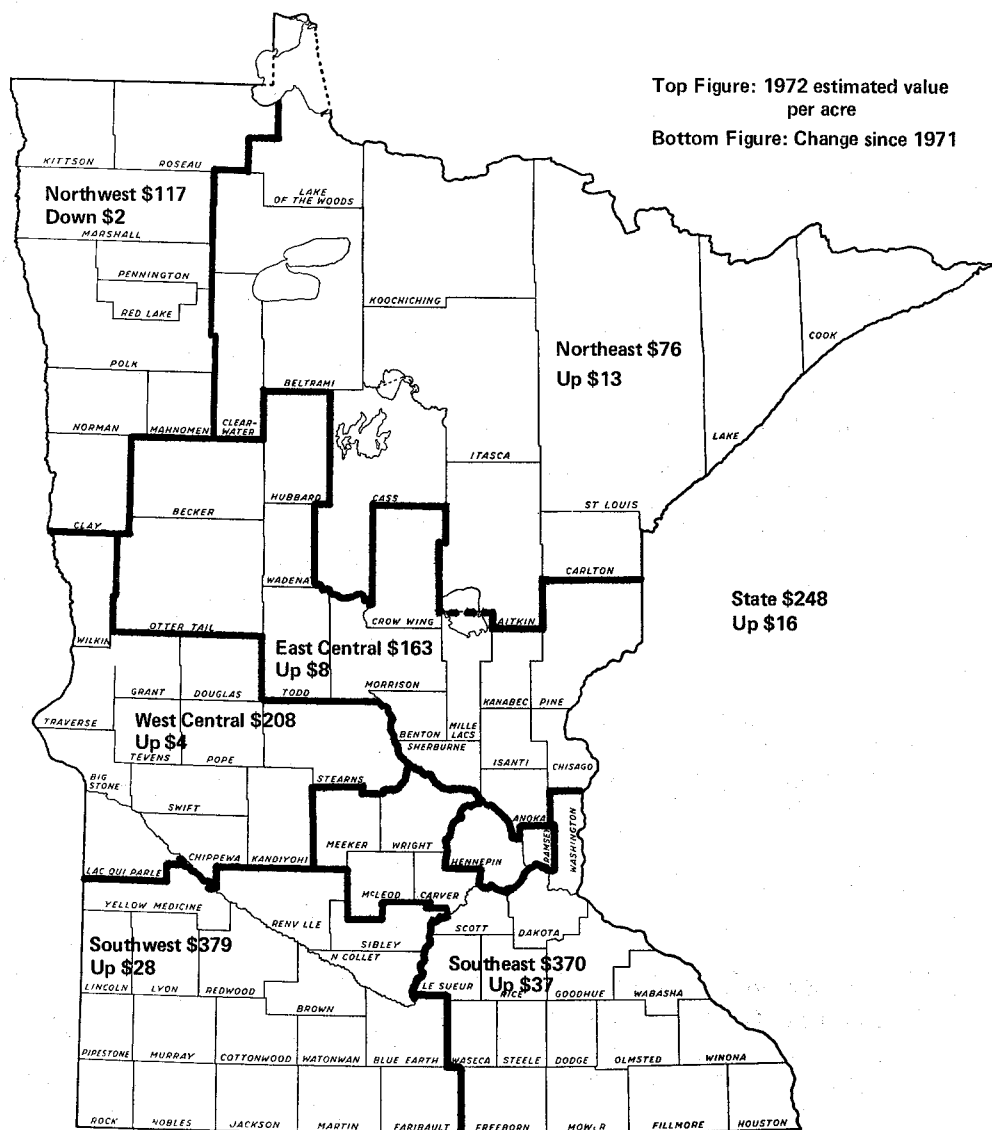 Top Figure: 1972 estimated value
per acre
Bottom Figure: Change since 1971
KITTSON
ROSEAU
LAKE
OF THE WOODS
Northwest $117
Down $2
MARSHALL
PENNINGTON
RED LAKE
KOOCHICHING
COOK
Northeast $76
Up $13
POLK
BELTRAMI
NORMAN
MAHNOMEN
CLEAR-
WATER
LAKE
ITASCA
HUBBARD
CASS
ST LOUIS
BECKER
CLAY
WADENA
CARLTON
State $248
Up $16
CROW WING
AITKIN
OTTER TAIL
WILKIN
East Central $163
Up $8
MORRISON
GRANT
DOUGLAS
TODD
KANABEC
PINE
TRAVERSE
West Central $208
Up $4
BENTON
MILLE
LACS
SHERBURNE
TEVENS
POPE
ISANTI
CHISAGO
BIG
STONE
STEARNS
SWIFT
ANOKA
MEEKER
WRIGHT
RAMSEY
WASHINGTON
LAC QUI PARLE
CHIPPEWA
KANDIYOHI
HENNEPIN
MCLEOD
CARVER
YELLOW MEDICINE
RENV LLE
SCOTT
DAKOTA
Southwest $379
Up $28
SIBLEY
N COLLET
Southeast $370
Up $37
LINCOLN
LYON
REDWOOD
LE SUEUR
RICE
GOODHUE
WABASHA
BROWN
PIPESTONE
MURRAY
COTTONWOOD
WATONWAN
BLUE EARTH
WASECA
STEELE
DODGE
OLMSTED
WINONA
ROCK
NOBLES
JACKSON
MARTIN
FARIBAULT
FREEBORN
MOWER
FILLMORE
HOUSTON